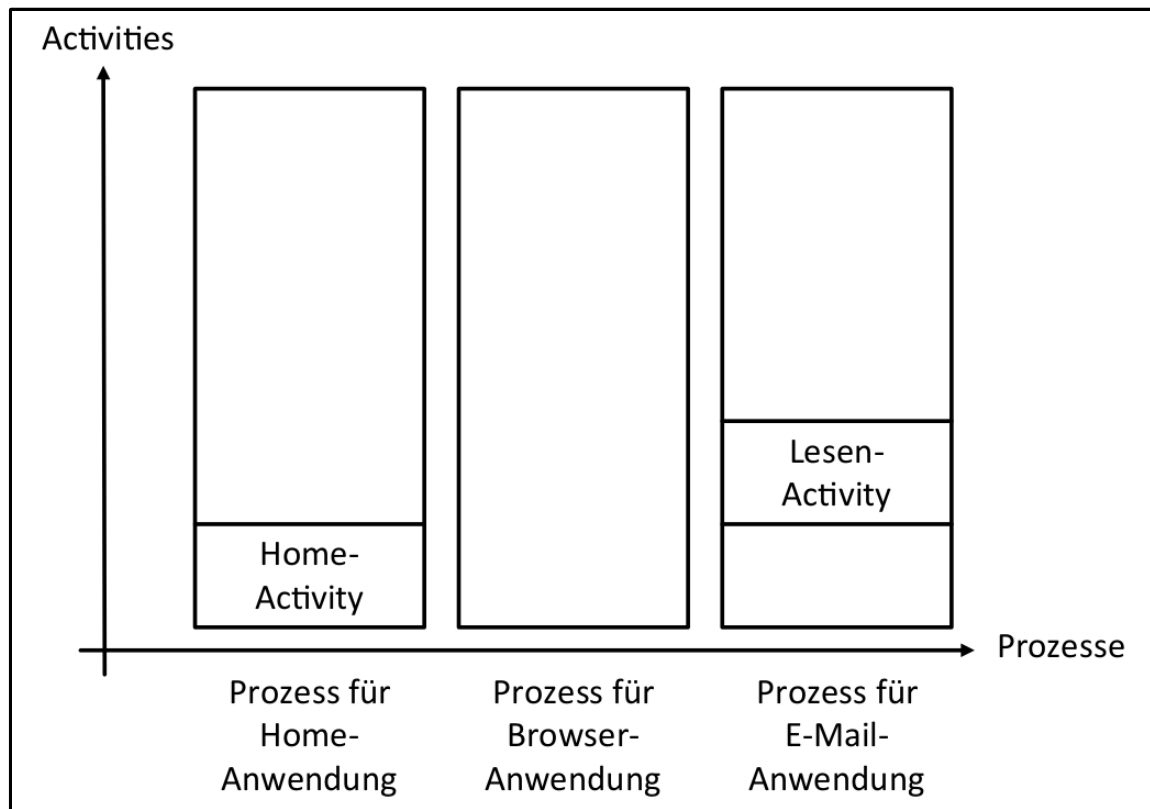 Activities
Lesen-
Activity
Home-
Activity
Prozesse
Prozess für
Home-
Anwendung
Prozess für
Browser-
Anwendung
Prozess für
E-Mail-
Anwendung